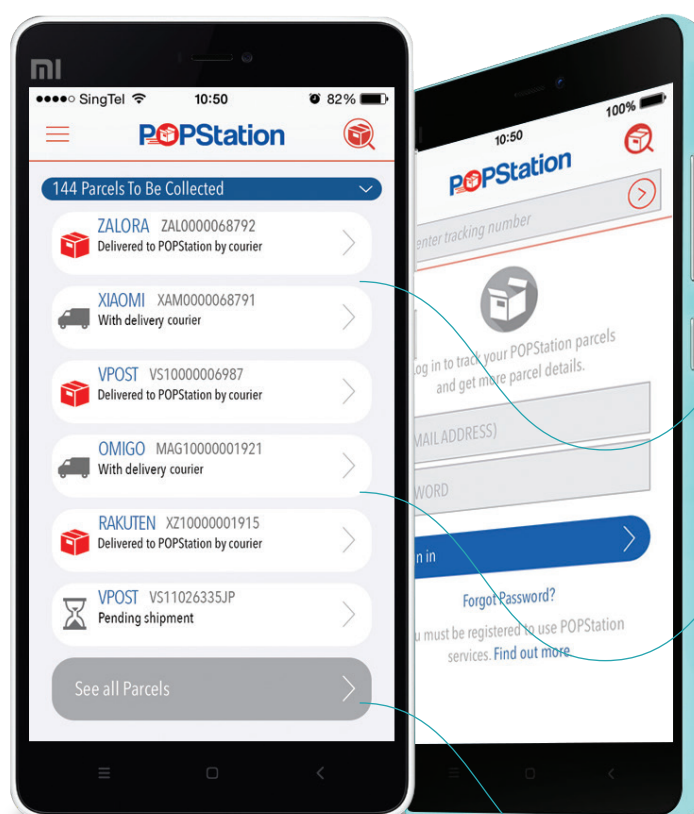 mi
SingTel 10:50 82%
POPStation
144 Parcels To Be Collected
ZALORA ZAL0000068792
Delivered to POPStation by courier
XIAOMI XAM0000068791
With delivery courier
VPOST VS10000006987
Delivered to POPStation by courier
OMIGO MAG10000001921
With delivery courier
RAKUTEN XZ10000001915
Delivered to POPStation by courier
VPOST VS11026335JP
Pending shipment
See all Parcels
10:50 100%
POPStation
enter tracking number
Log in to track your POPStation parcels
and get more parcel details.
MAIL ADDRESS)
WORD
n in
Forgot Password?
u must be registered to use POPStation
services. Find out more